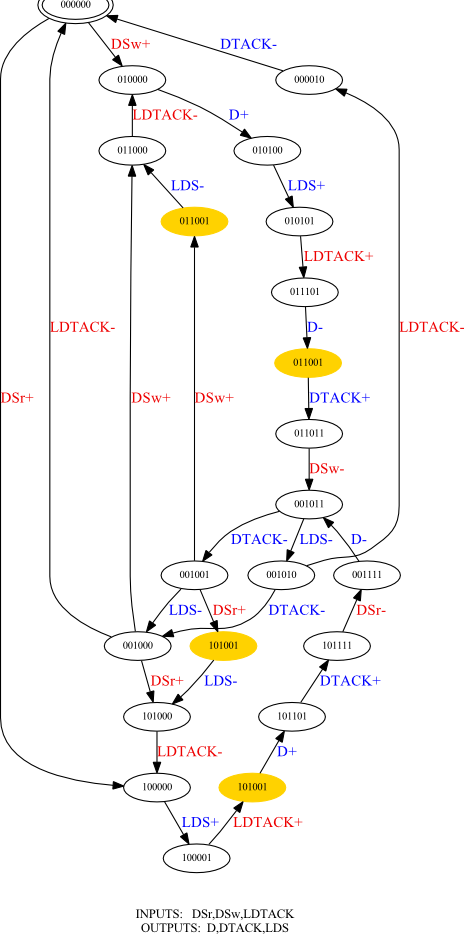 000000
DSw+
DTACK-
010000
000010
LDTACK-
D+
011000
010100
LDS-
LDS+
011001
010101
LDTACK+
011101
LDTACK-
D-
LDTACK-
011001
DSr+
DSw+
DSw+
DTACK+
011011
DSw-
001011
DTACK-
LDS-
D-
001001
001010
001111
LDS-
DSr+
DTACK-
DSr-
001000
101001
101111
DSr+
LDS-
DTACK+
101000
101101
LDTACK-
D+
100000
101001
LDS+
LDTACK+
100001
INPUTS: DSr,DSw,LDTACK
OUTPUTS: D,DTACK,LDS